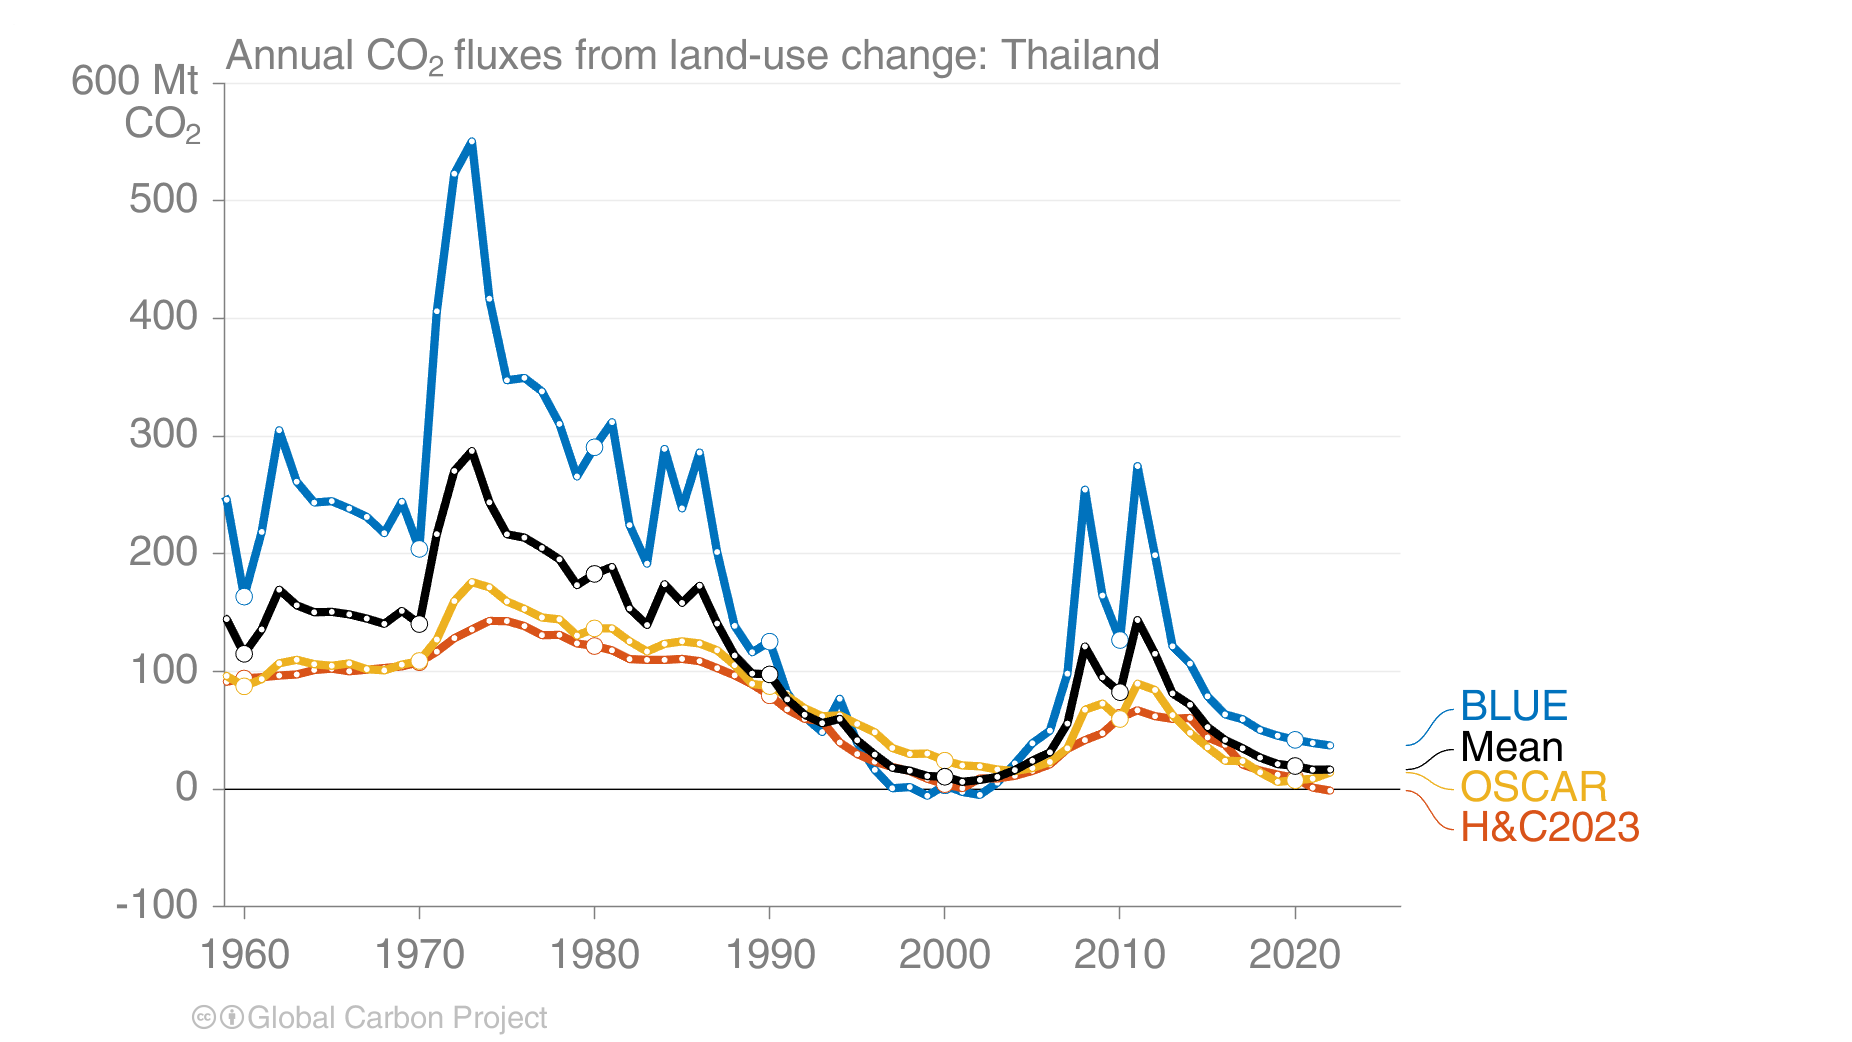 Annual CO₂ fluxes from land-use change: Thailand
600 Mt
CO₂
500
400
300
200
100
0
-100
1960 1970 1980 1990 2000 2010 2020
BLUE
Mean
OSCAR
H&C2023
cc Global Carbon Project